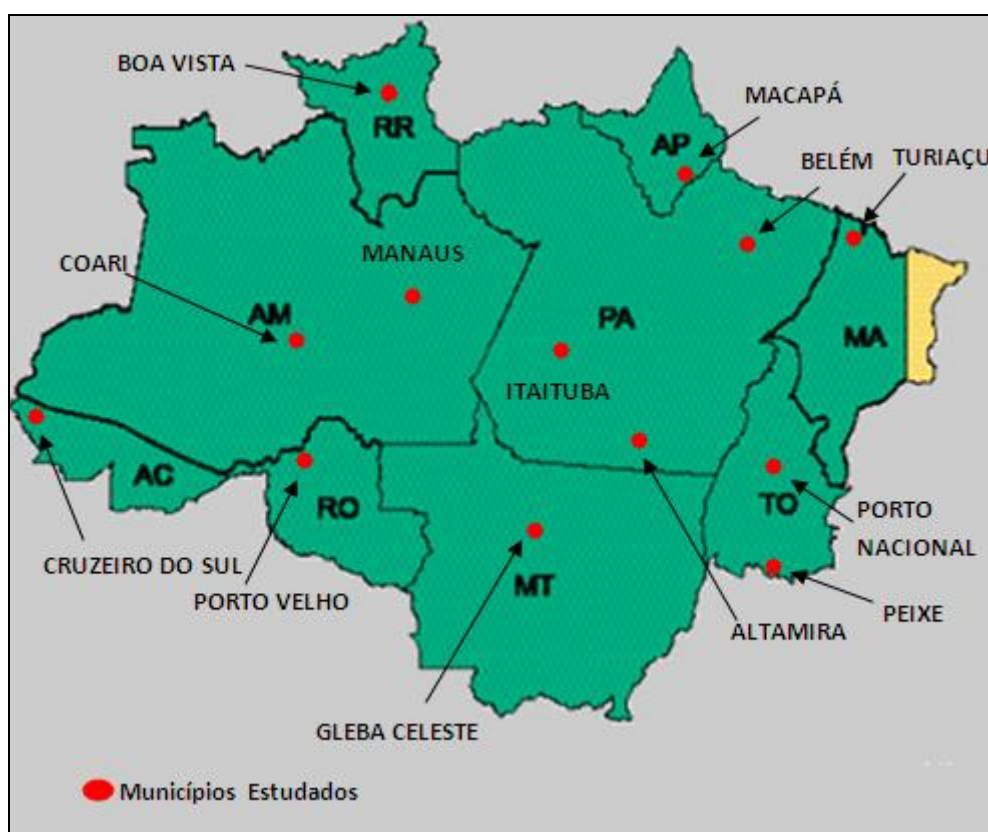 BOA VISTA
MACAPÁ
RR
AP
BELÉM
TURIAÇU
COARI
MANAUS
AM
PA
MA
ITAITUBA
AC
RO
TO
PORTO
NACIONAL
CRUZEIRO DO SUL
PORTO VELHO
MT
PEIXE
ALTAMIRA
GLEBA CELESTE
Municípios Estudados